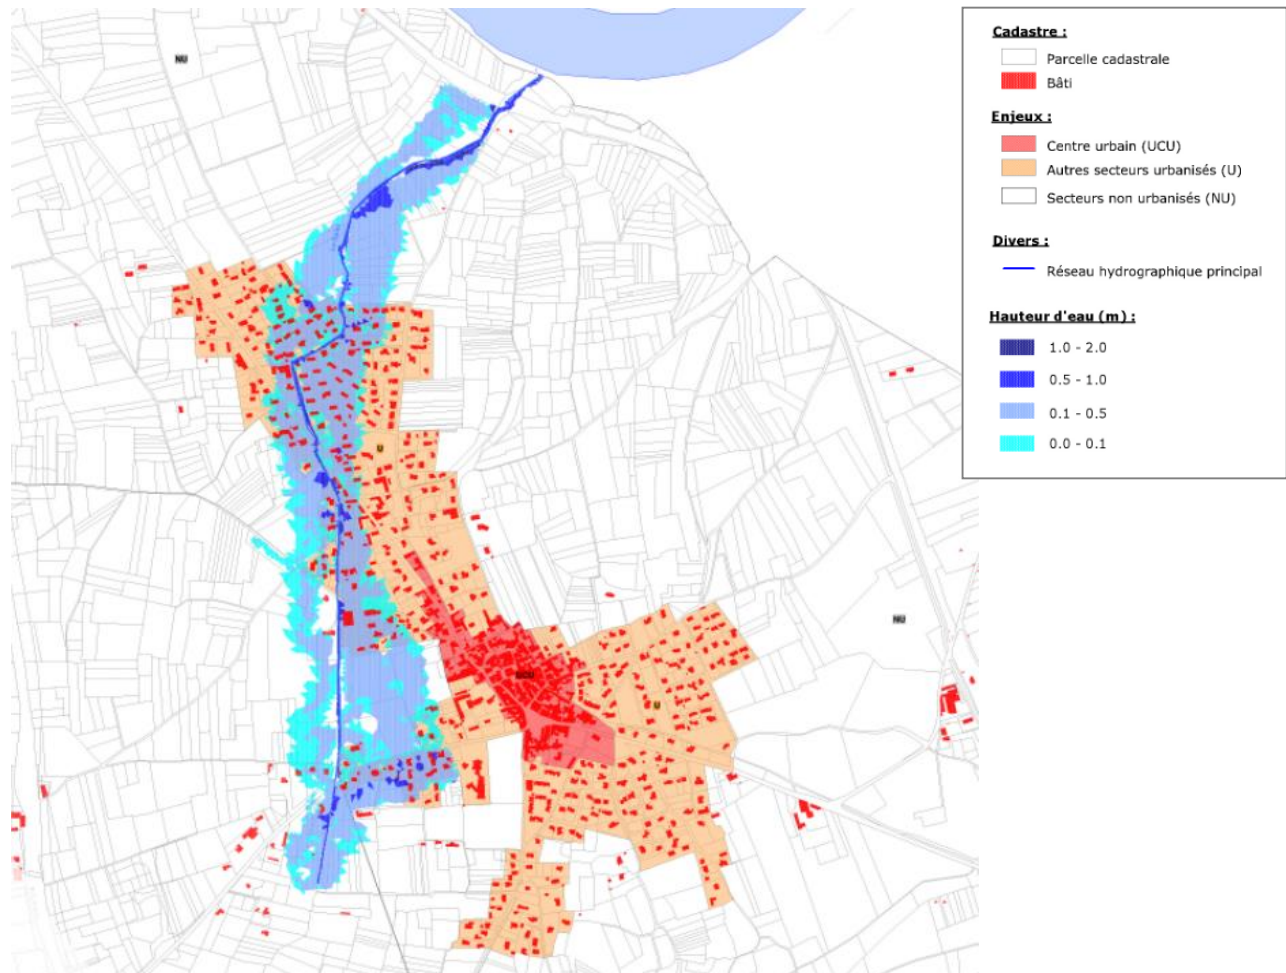 NU
U
UCU
U
NU
Cadastre :
Parcelle cadastrale
Bâti
Enjeux :
Centre urbain (UCU)
Autres secteurs urbanisés (U)
Secteurs non urbanisés (NU)
Divers :
Réseau hydrographique principal
Hauteur d'eau (m) :
1.0 - 2.0
0.5 - 1.0
0.1 - 0.5
0.0 - 0.1